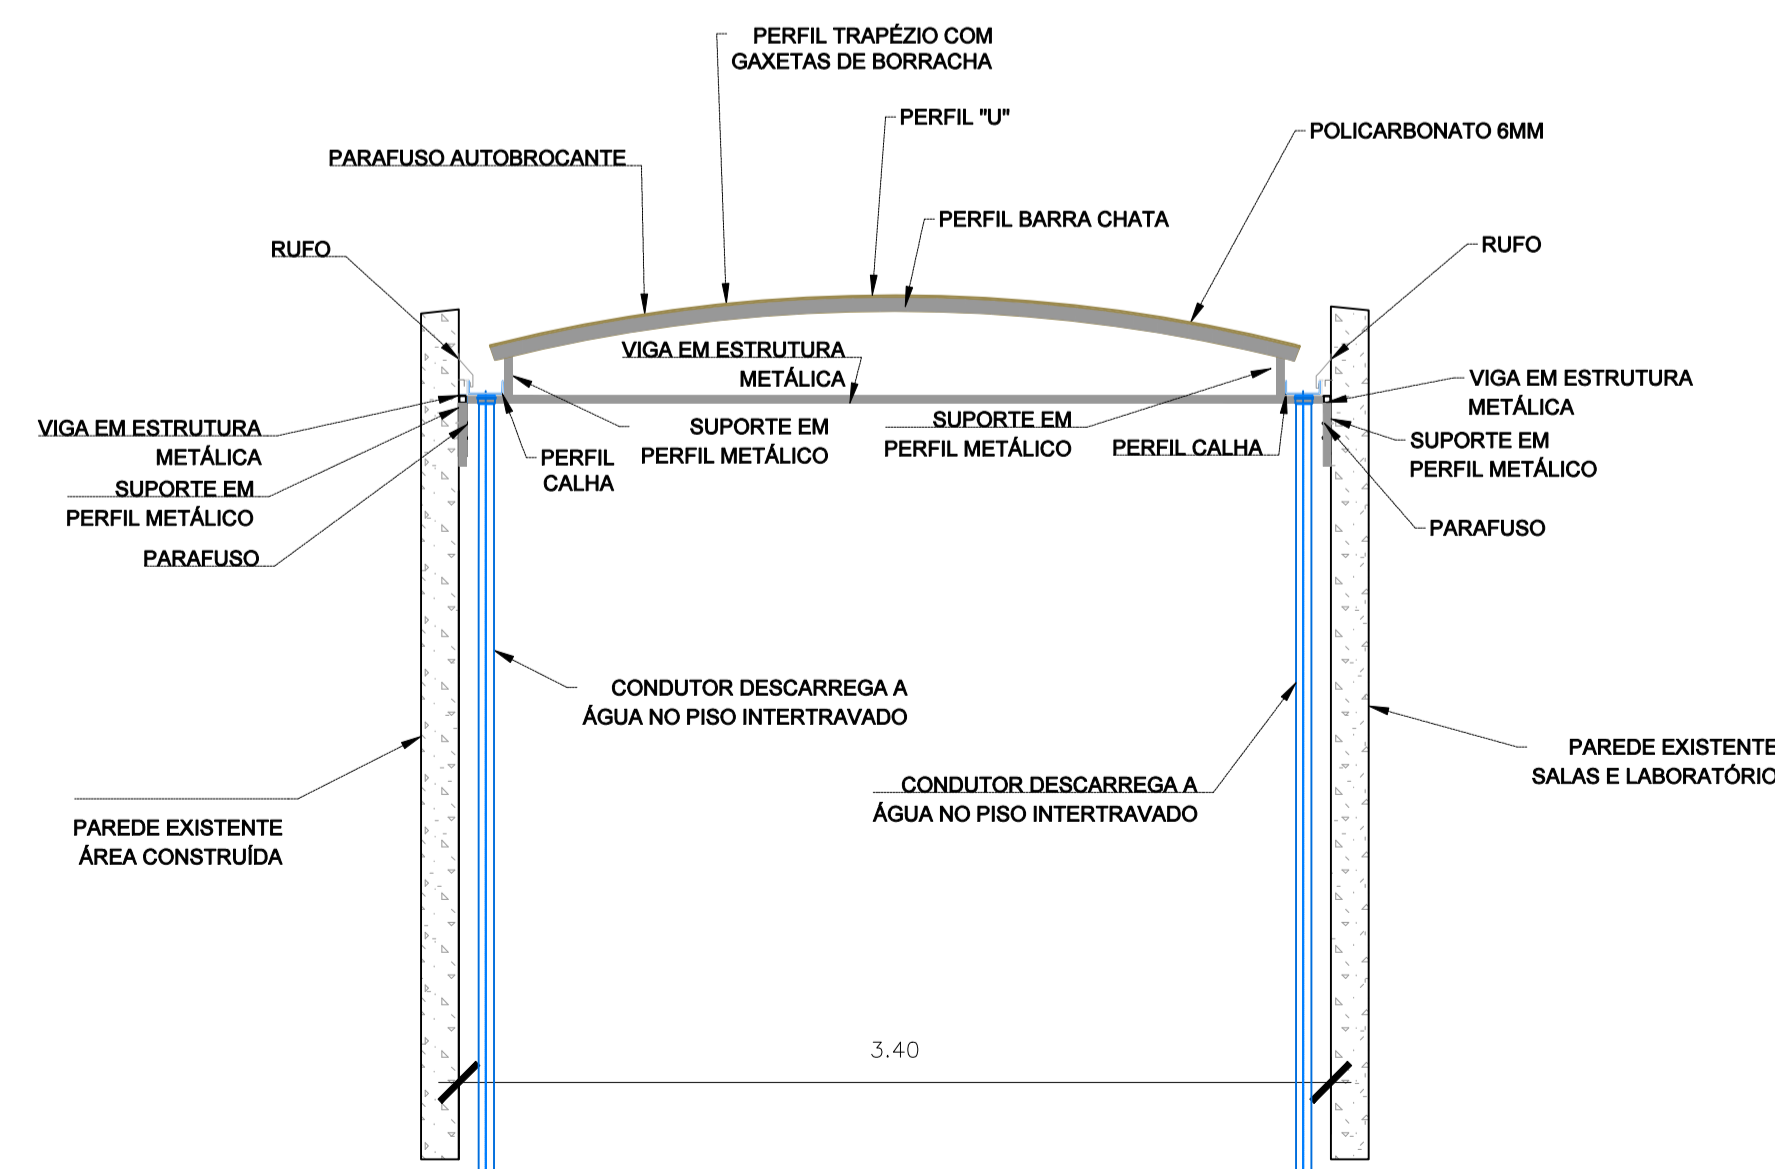 PERFIL TRAPÉZIO COM
GAXETAS DE BORRACHA
PERFIL "U"
POLICARBONATO 6MM
PARAFUSO AUTOBROCANTE
PERFIL BARRA CHATA
RUFO
RUFO
VIGA EM ESTRUTURA
METÁLICA
VIGA EM ESTRUTURA
METÁLICA
VIGA EM ESTRUTURA
METÁLICA
SUPORTE EM
PERFIL METÁLICO
SUPORTE EM
PERFIL METÁLICO
PERFIL CALHA
SUPORTE EM
PERFIL METÁLICO
PERFIL
CALHA
SUPORTE EM
PERFIL METÁLICO
PARAFUSO
PARAFUSO
CONDUTOR DESCARREGA A
ÁGUA NO PISO INTERTRAVADO
PAREDE EXISTENTE
SALAS E LABORATÓRIO
CONDUTOR DESCARREGA A
ÁGUA NO PISO INTERTRAVADO
PAREDE EXISTENTE
ÁREA CONSTRUÍDA
3.40